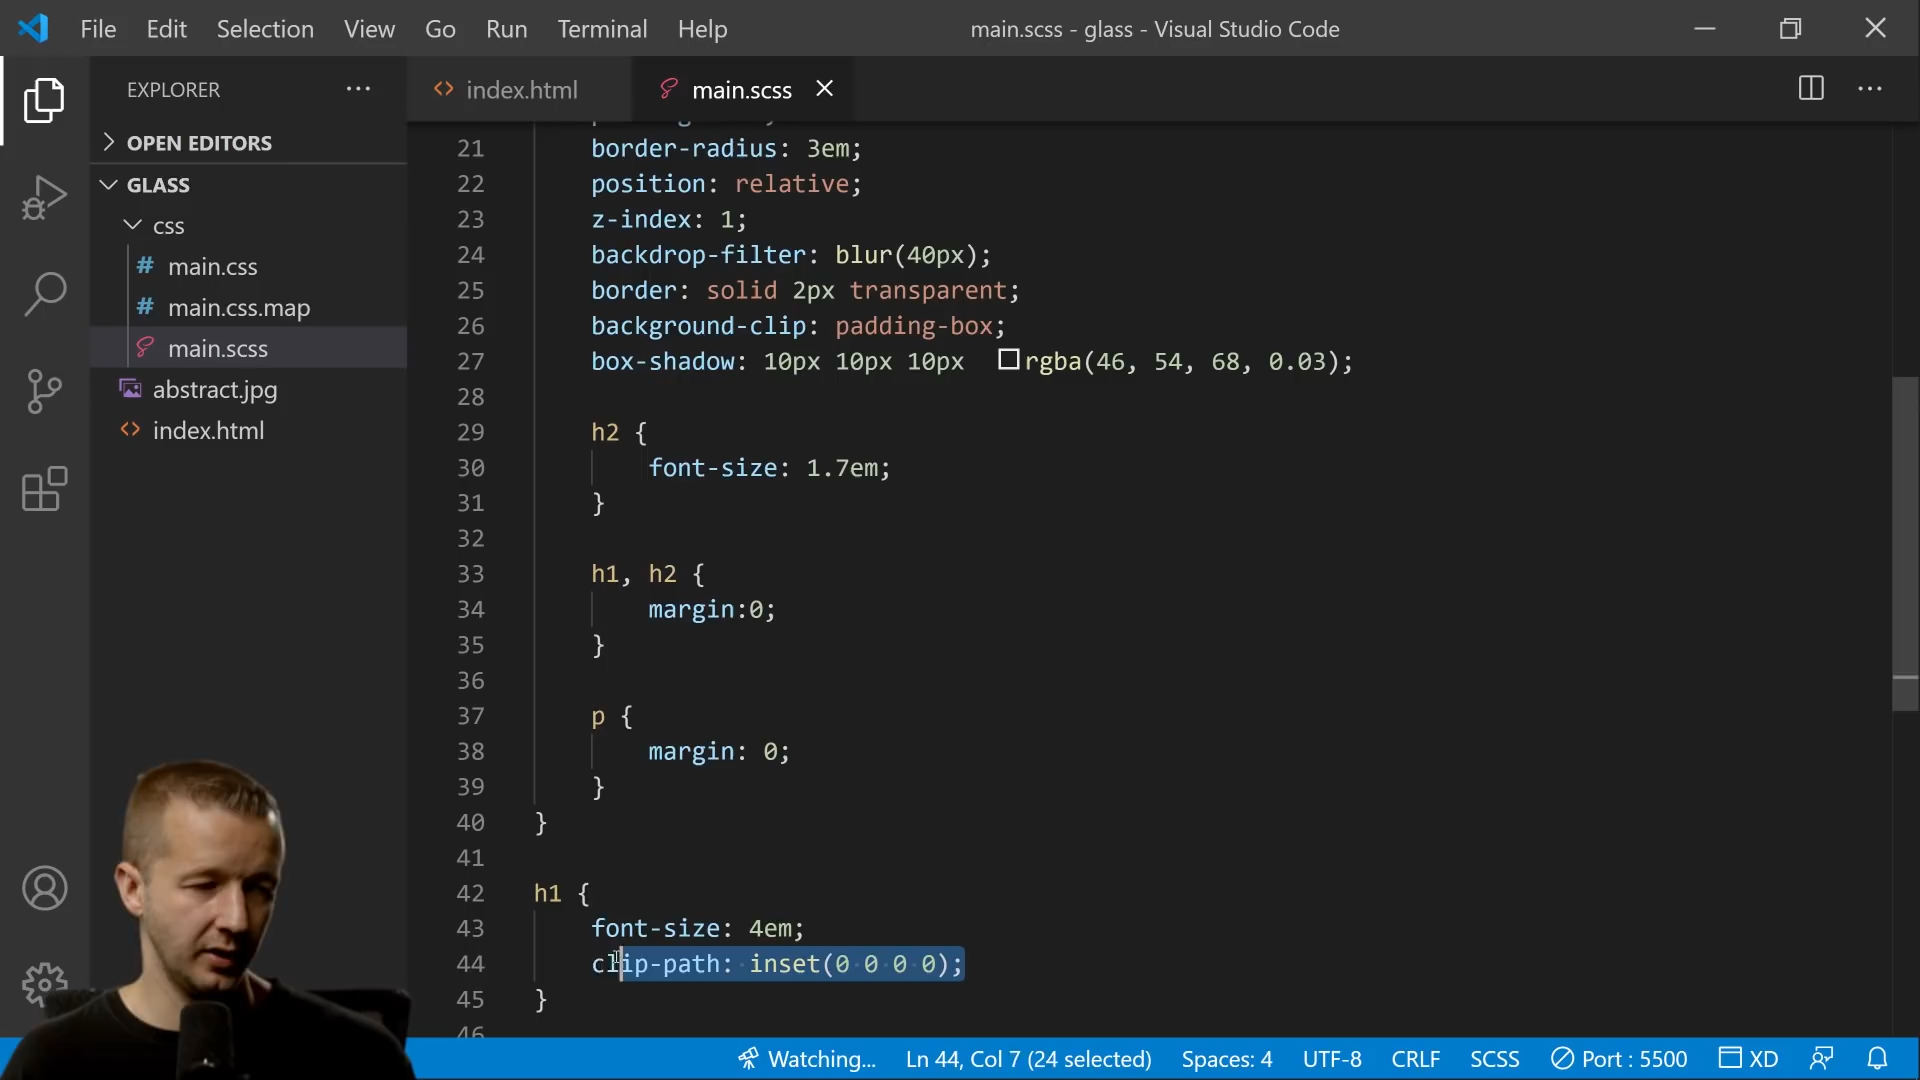 File Edit Selection View Go Run Terminal Help main.scss - glass - Visual Studio Code
EXPLORER
OPEN EDITORS
GLASS
css
main.css
main.css.map
main.scss
abstract.jpg
index.html
index.html main.scss
21 border-radius: 3em;
22 position: relative;
23 z-index: 1;
24 backdrop-filter: blur(40px);
25 border: solid 2px transparent;
26 background-clip: padding-box;
27 box-shadow: 10px 10px 10px rgba(46, 54, 68, 0.03);
28
29 h2 {
30 font-size: 1.7em;
31 }
32
33 h1, h2 {
34 margin:0;
35 }
36
37 p {
38 margin: 0;
39 }
40 }
41
42 h1 {
43 font-size: 4em;
44 clip-path: inset(0 0 0 0);
45 }
46
Watching... Ln 44, Col 7 (24 selected) Spaces: 4 UTF-8 CRLF SCSS Port : 5500 XD